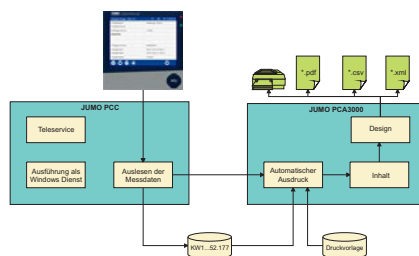 *.pdf
*.csv
*.xml
JUMO PCC
JUMO PCA3000
Teleservice
Design
Ausführung als
Windows Dienst
Auslesen der
Messdaten
Automatischer
Ausdruck
Inhalt
KW1...52.177
Druckvorlage